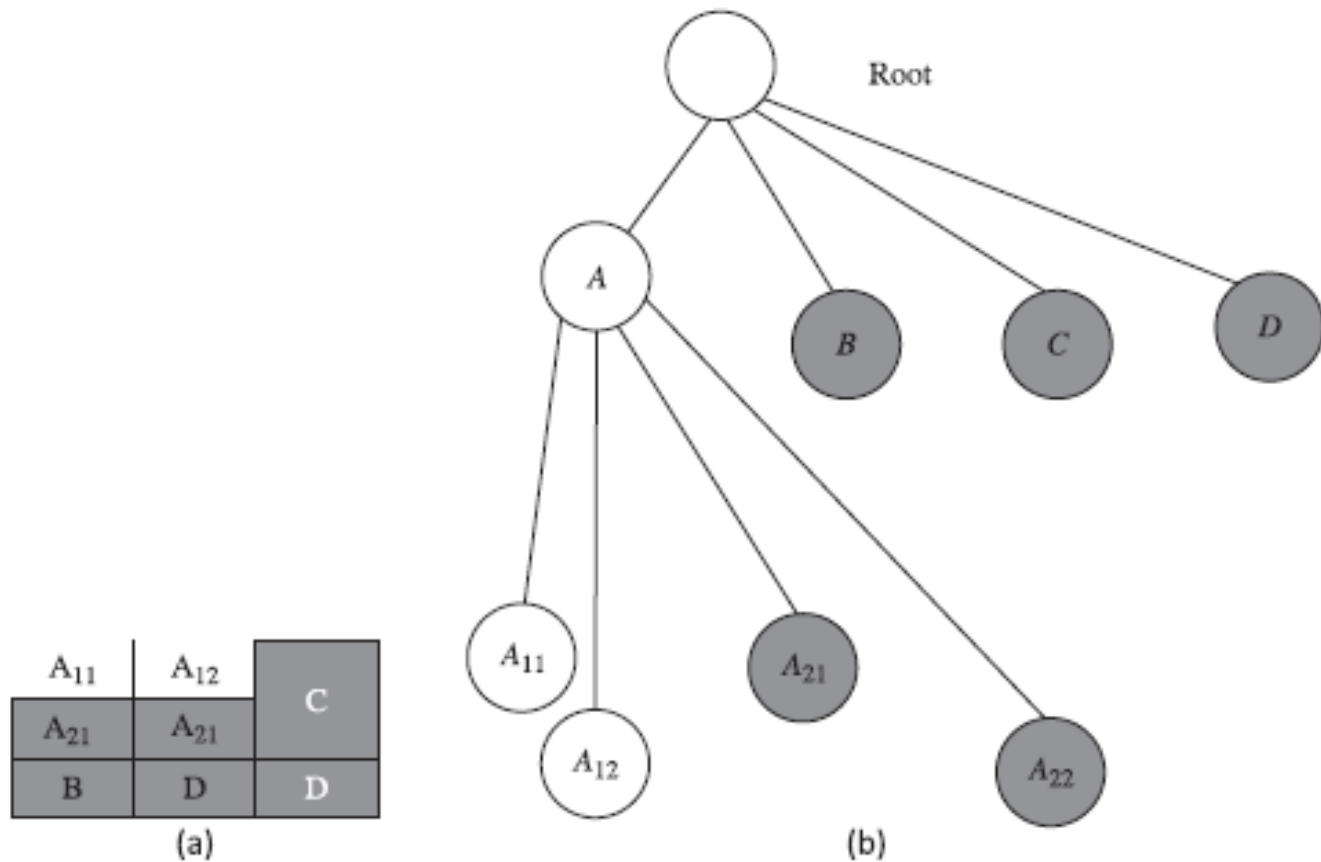 Root
A
B
C
D
A₁₁
A₁₂
A₂₁
A₂₂
A₁₁ A₁₂ C
A₂₁ A₂₁
B D D
(a)
(b)